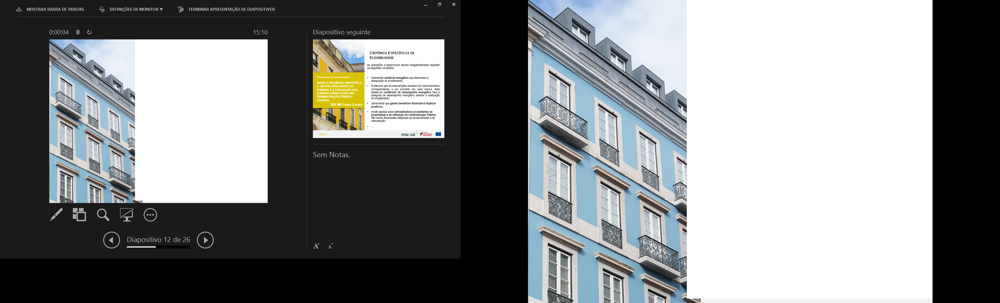 MOSTRAR BARRA DE TAREFAS
DEFINIÇÕES DE MONITOR
TERMINAR APRESENTAÇÃO DE DIAPOSITIVOS
0:00:04
15:10
Diapositivo 12 de 26
Diapositivo seguinte
PRIORIDADE DE INVESTIMENTO
APOIO À EFICIÊNCIA ENERGÉTICA,
À GESTÃO INTELIGENTE DA
ENERGIA E À UTILIZAÇÃO DAS
ENERGIAS RENOVÁVEIS NA
ADMINISTRAÇÃO PÚBLICA
CENTRAL
200 M€ FUNDO COESÃO
CRITÉRIOS ESPECÍFICOS DE
ELEGIBILIDADE
As operações a desenvolver devem obrigatoriamente respeitar
as seguintes condições:
• Apresentar auditoria energética que demonstre a
adequação do investimento;
• Evidenciar que as intervenções resultam em melhoramentos
correspondendo a um aumento em, pelo menos, dois
níveis no certificado de desempenho energético face à
categoria de desempenho energético anterior à realização
do investimento;
• Demonstrar que geram benefícios financeiros líquidos
positivos;
• Incidir apenas sobre infraestruturas já existentes de
propriedade e de utilização da Administração Pública,
não sendo financiadas despesas de funcionamento e de
manutenção;
• ...
Eixo 1
POSEUR
2020
Sem Notas.
A
A